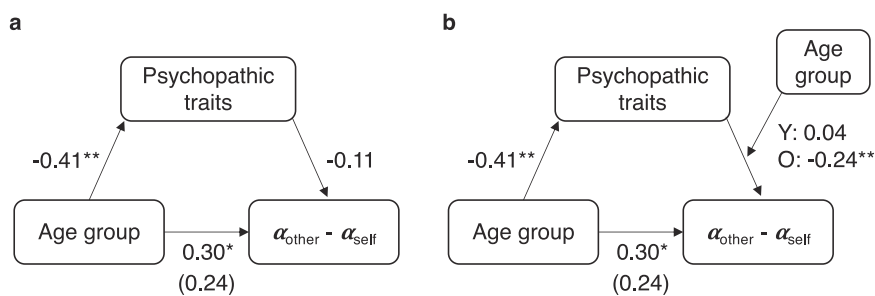 a
Psychopathic
traits
-0.41**
-0.11
Age group
0.30*
(0.24)
αother - αself
b
Age
group
Psychopathic
traits
Y: 0.04
O: -0.24**
-0.41**
Age group
0.30*
(0.24)
αother - αself